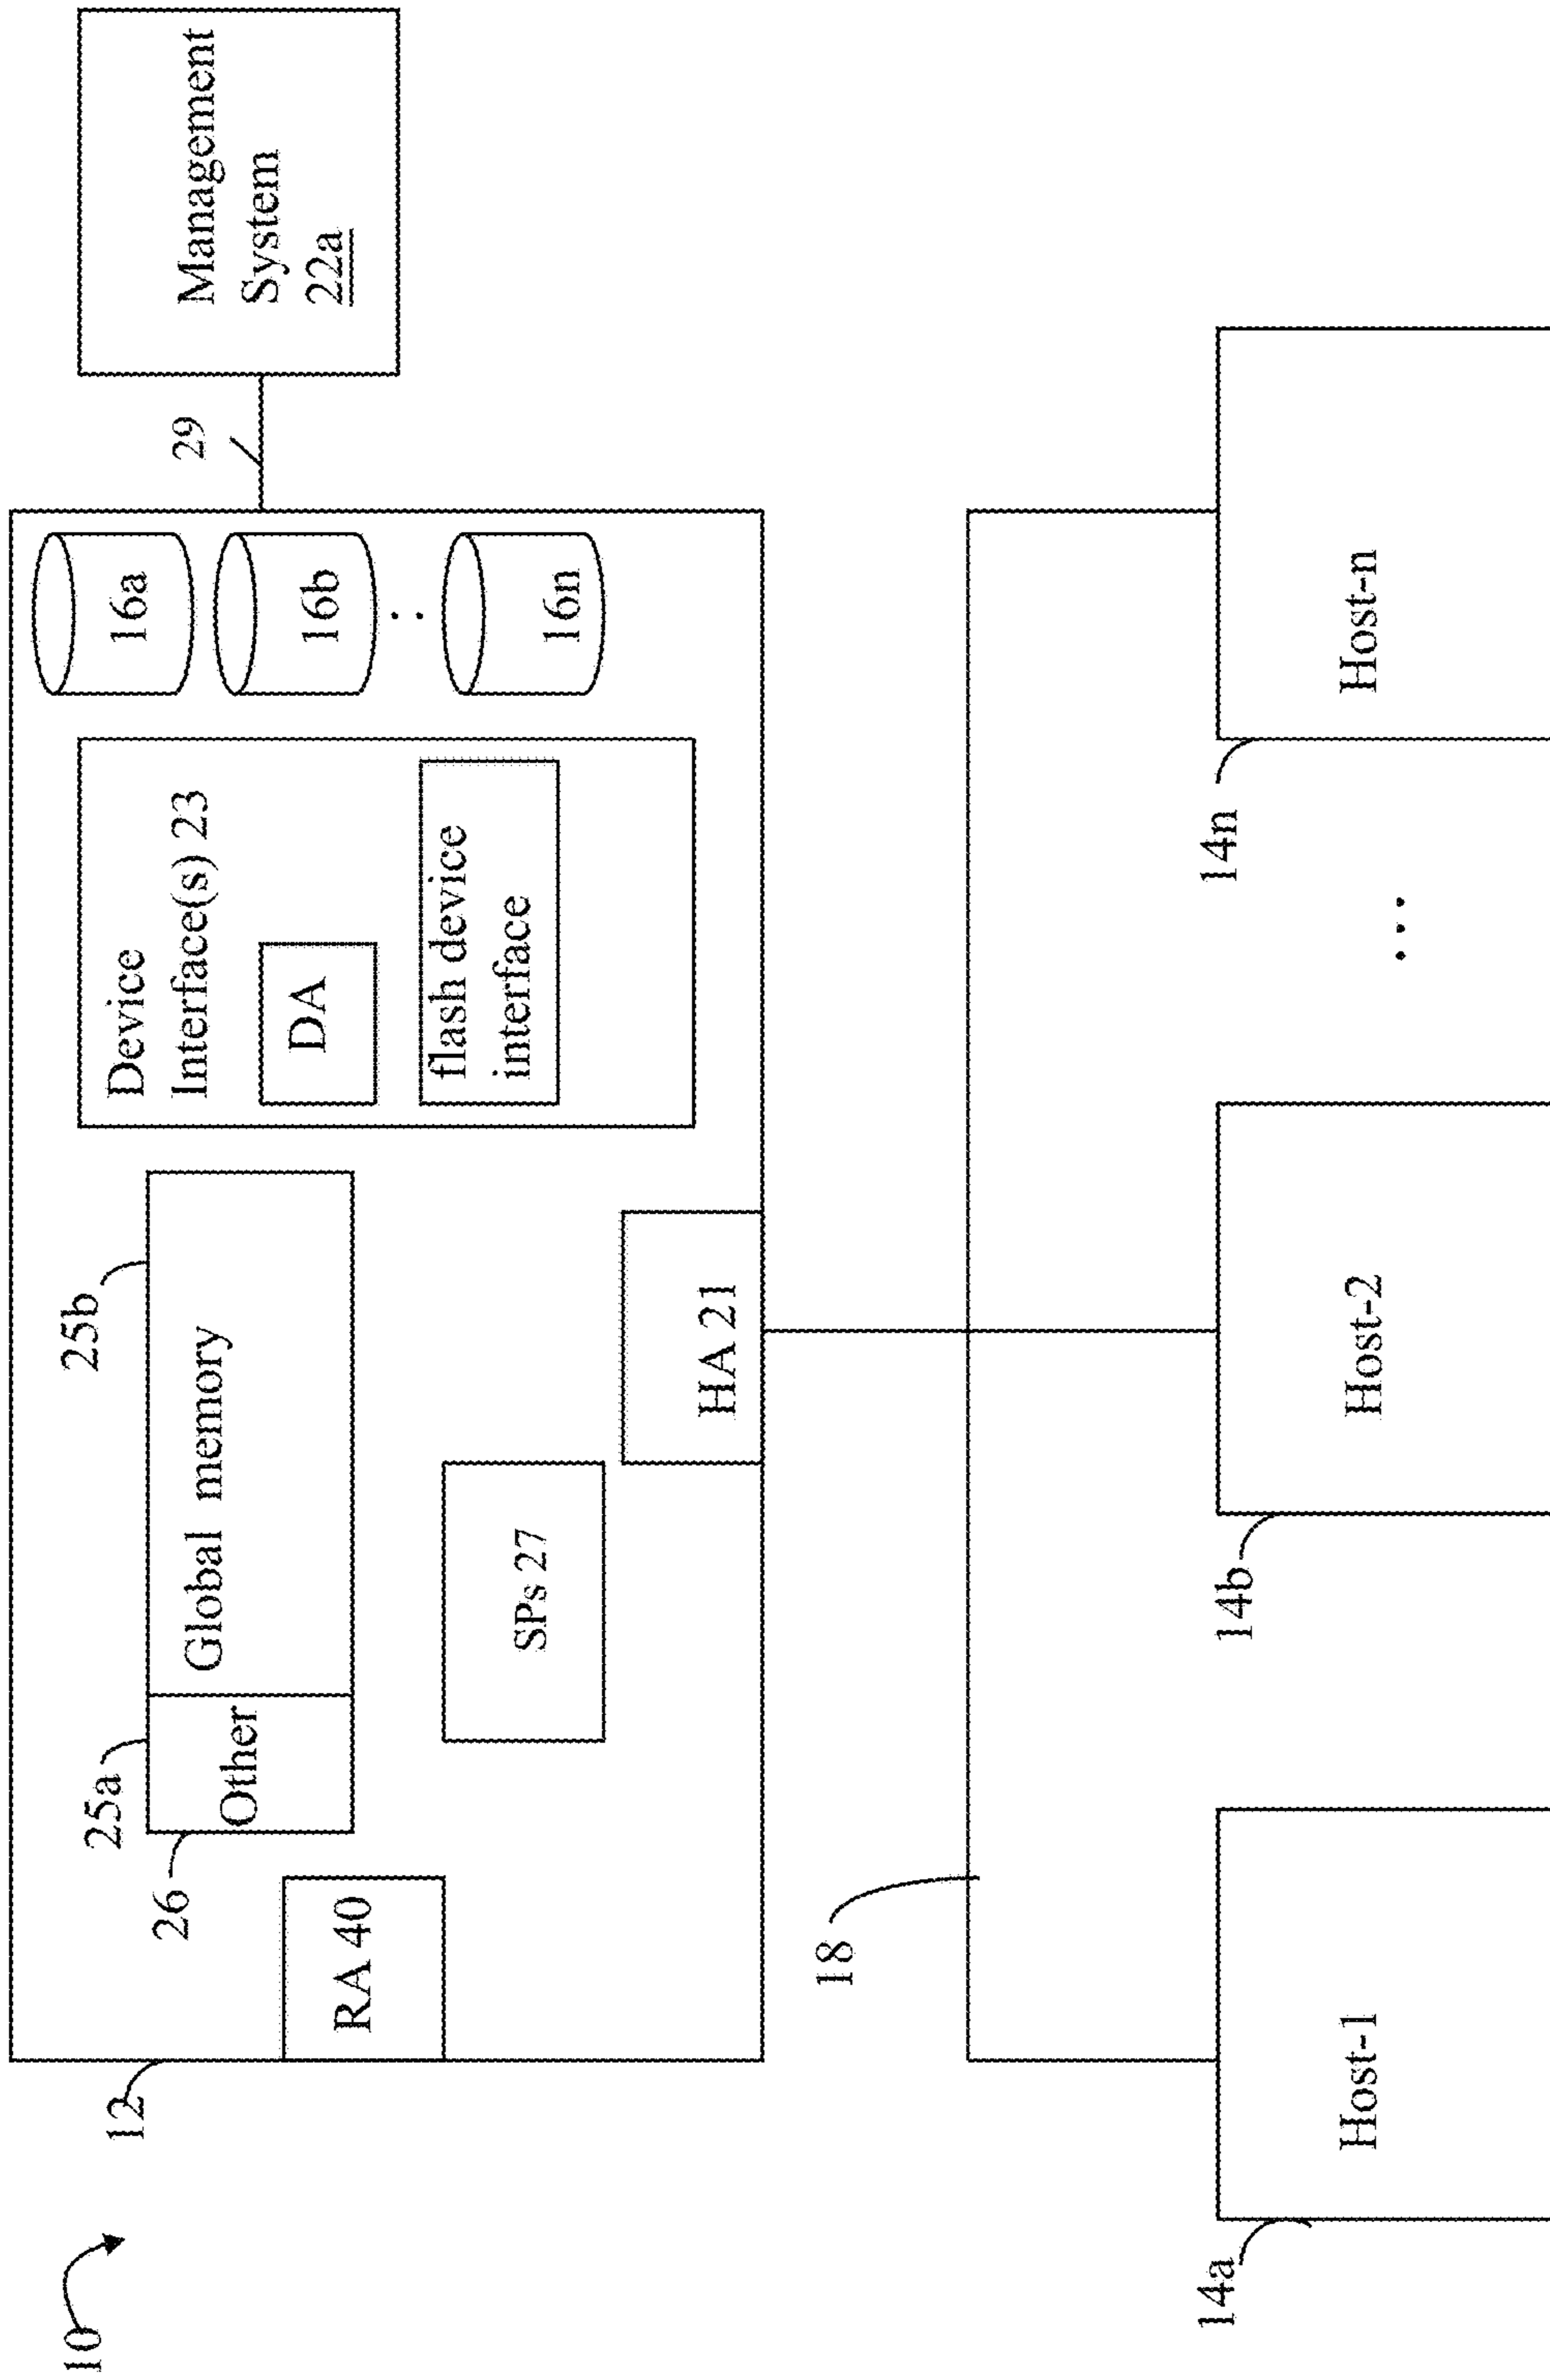 10
12
25a
25b
26
Other
Global memory
RA 40
SPs 27
HA 21
Device
Interface(s) 23
DA
flash device
interface
16a
16b
16n
29
Management
System
22a
18
14a
Host-1
14b
Host-2
...
14n
Host-n